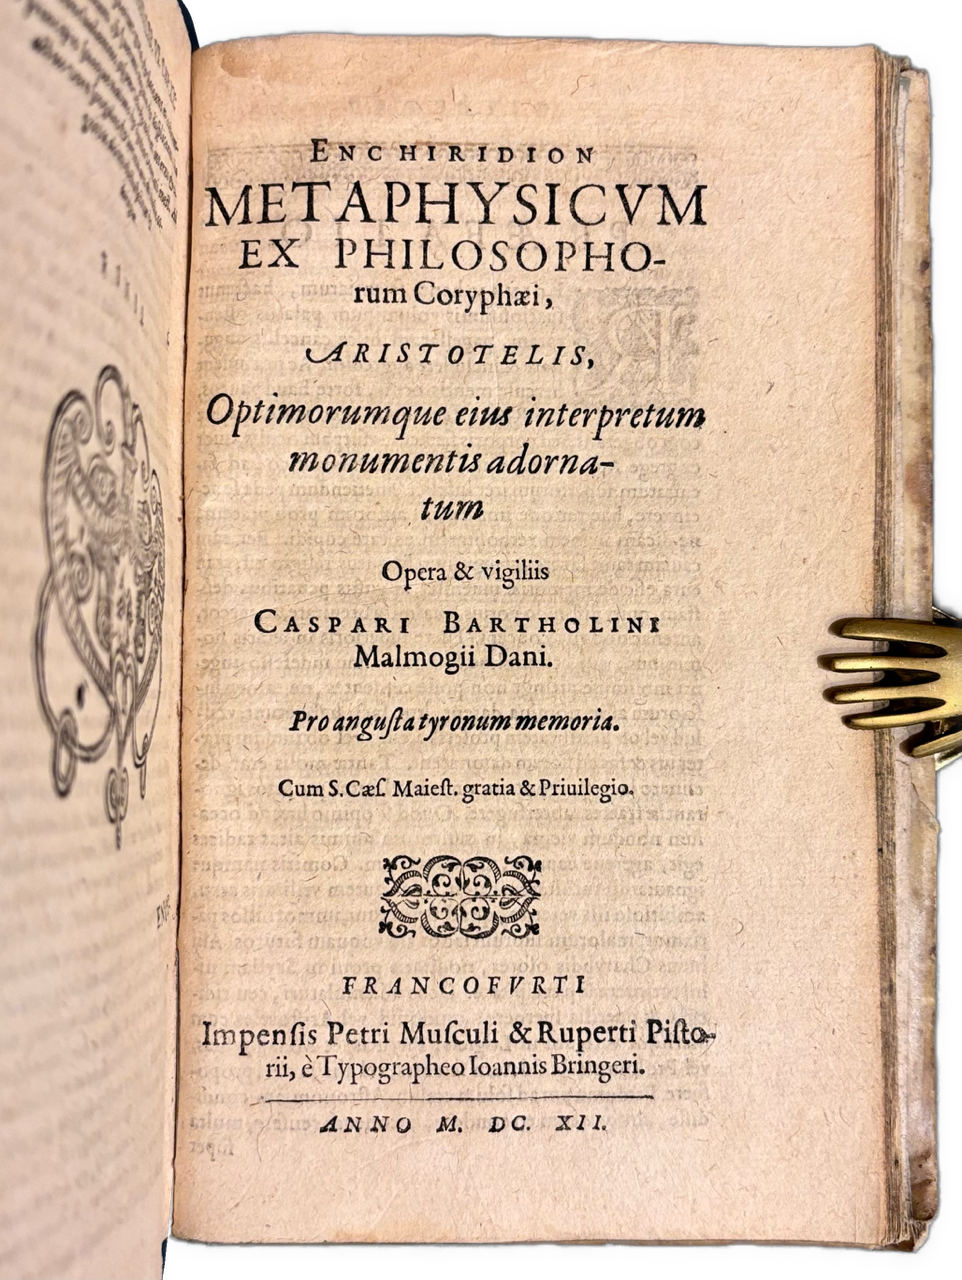 ENCHIRIDION
METAPHYSICVM
EX PHILOSOPHO-
rum Coryphæi,
ARISTOTELIS,
Optimorumque eius interpretum
monumentis adorna-
tum
Opera & vigiliis
CASPARI BARTHOLINI
Malmogii Dani.
Pro anguſta tyronum memoria.
Cum S. Cæſ. Maieſt. gratia & Priuilegio.
FRANCOFVRTI
Impenſis Petri Muſculi & Ruperti Piſto-
rii, è Typographeo Ioannis Bringeri.
ANNO M. DC. XII.